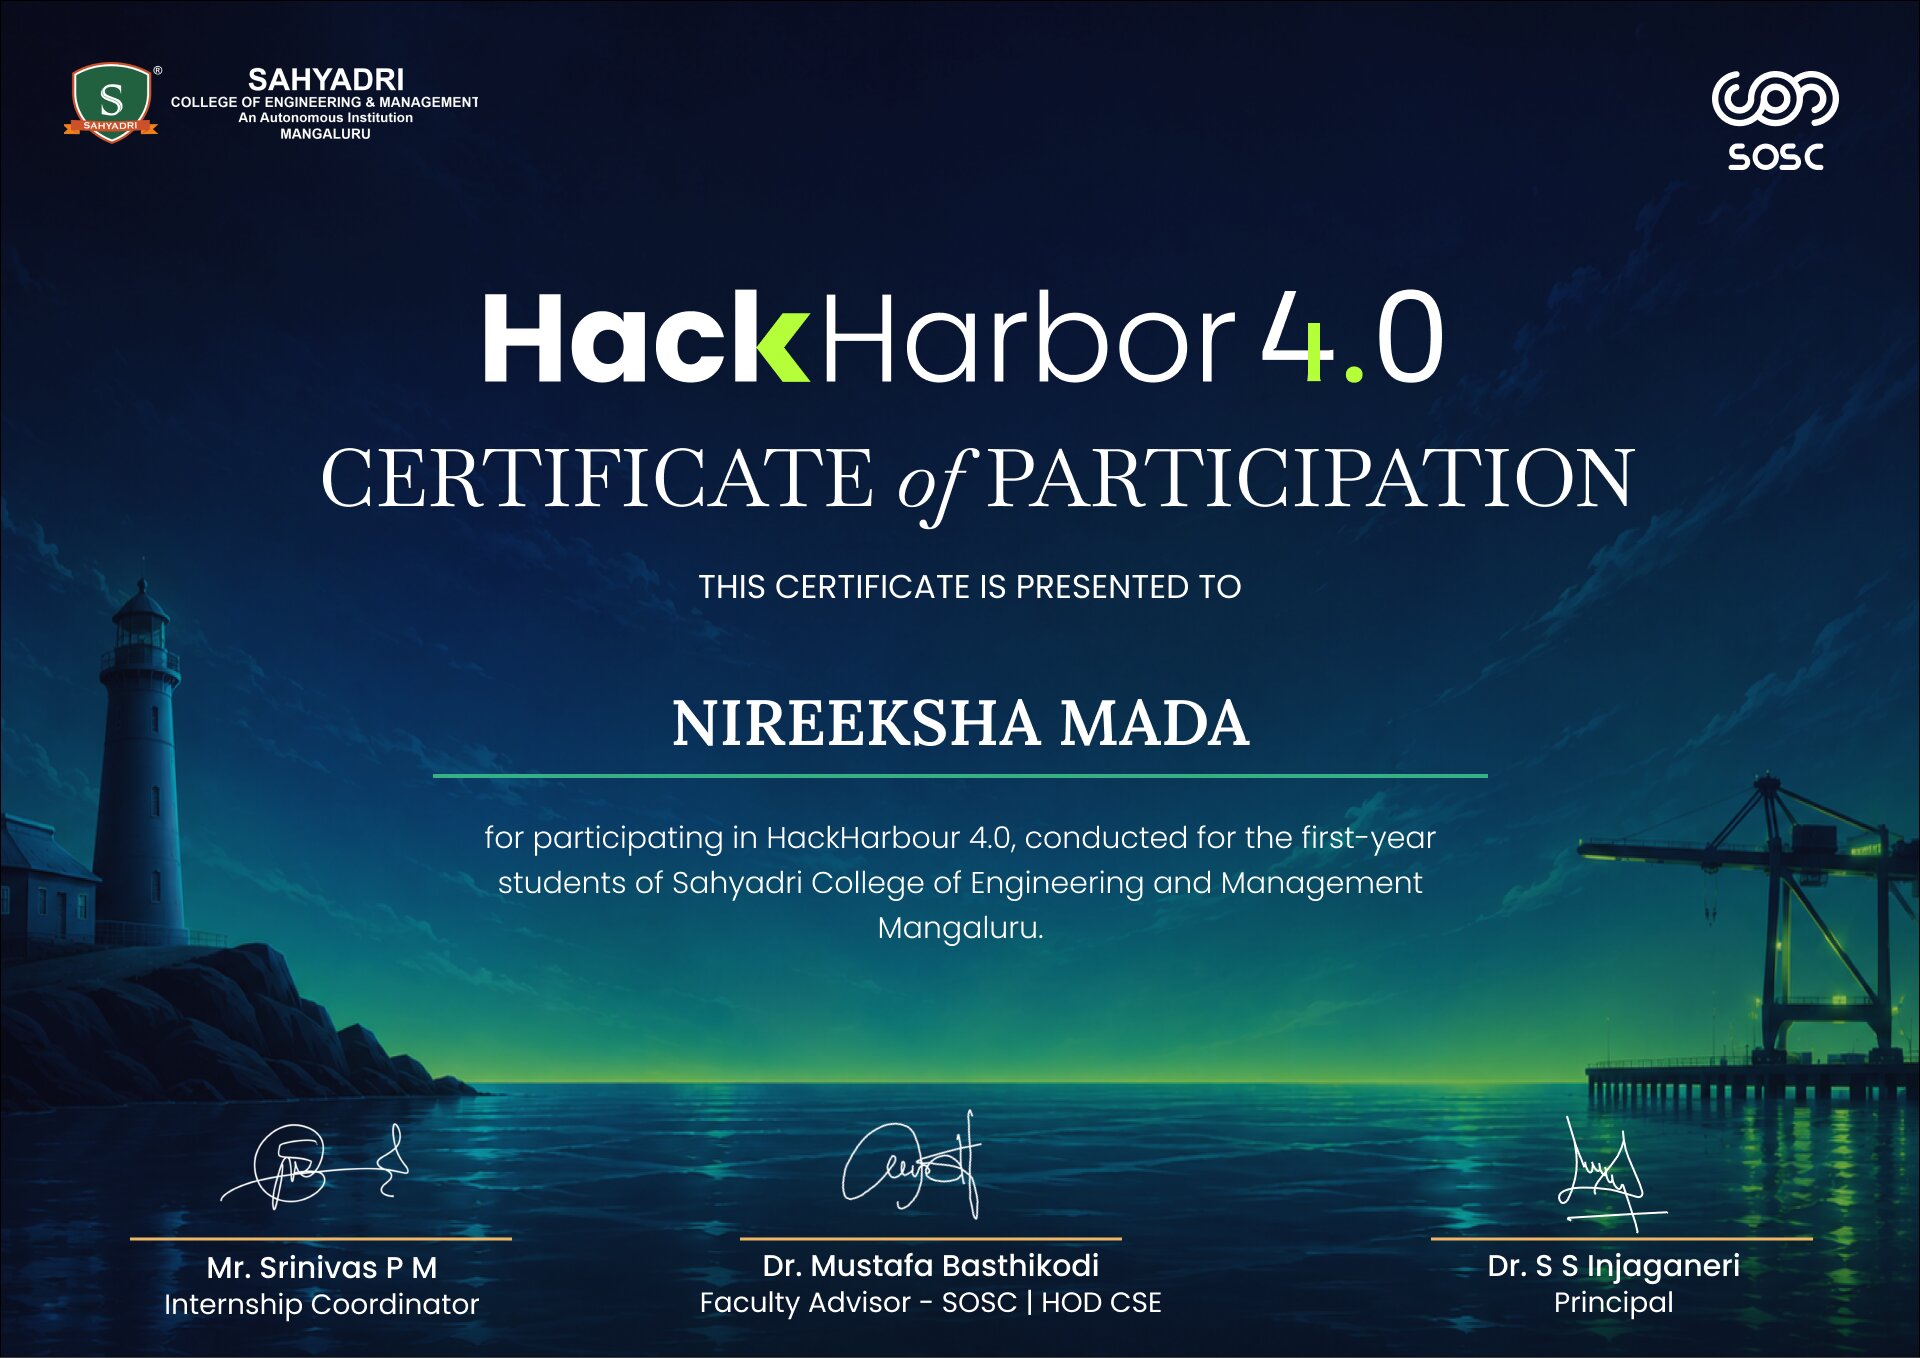 S
SAHYADRI
®
SAHYADRI
COLLEGE OF ENGINEERING & MANAGEMENT
An Autonomous Institution
MANGALURU
SOSC
HackHarbor 4.0
CERTIFICATE of PARTICIPATION
THIS CERTIFICATE IS PRESENTED TO
NIREEKSHA MADA
for participating in HackHarbour 4.0, conducted for the first-year
students of Sahyadri College of Engineering and Management
Mangaluru.
Mr. Srinivas P M
Internship Coordinator
Dr. Mustafa Basthikodi
Faculty Advisor - SOSC | HOD CSE
Dr. S S Injaganeri
Principal